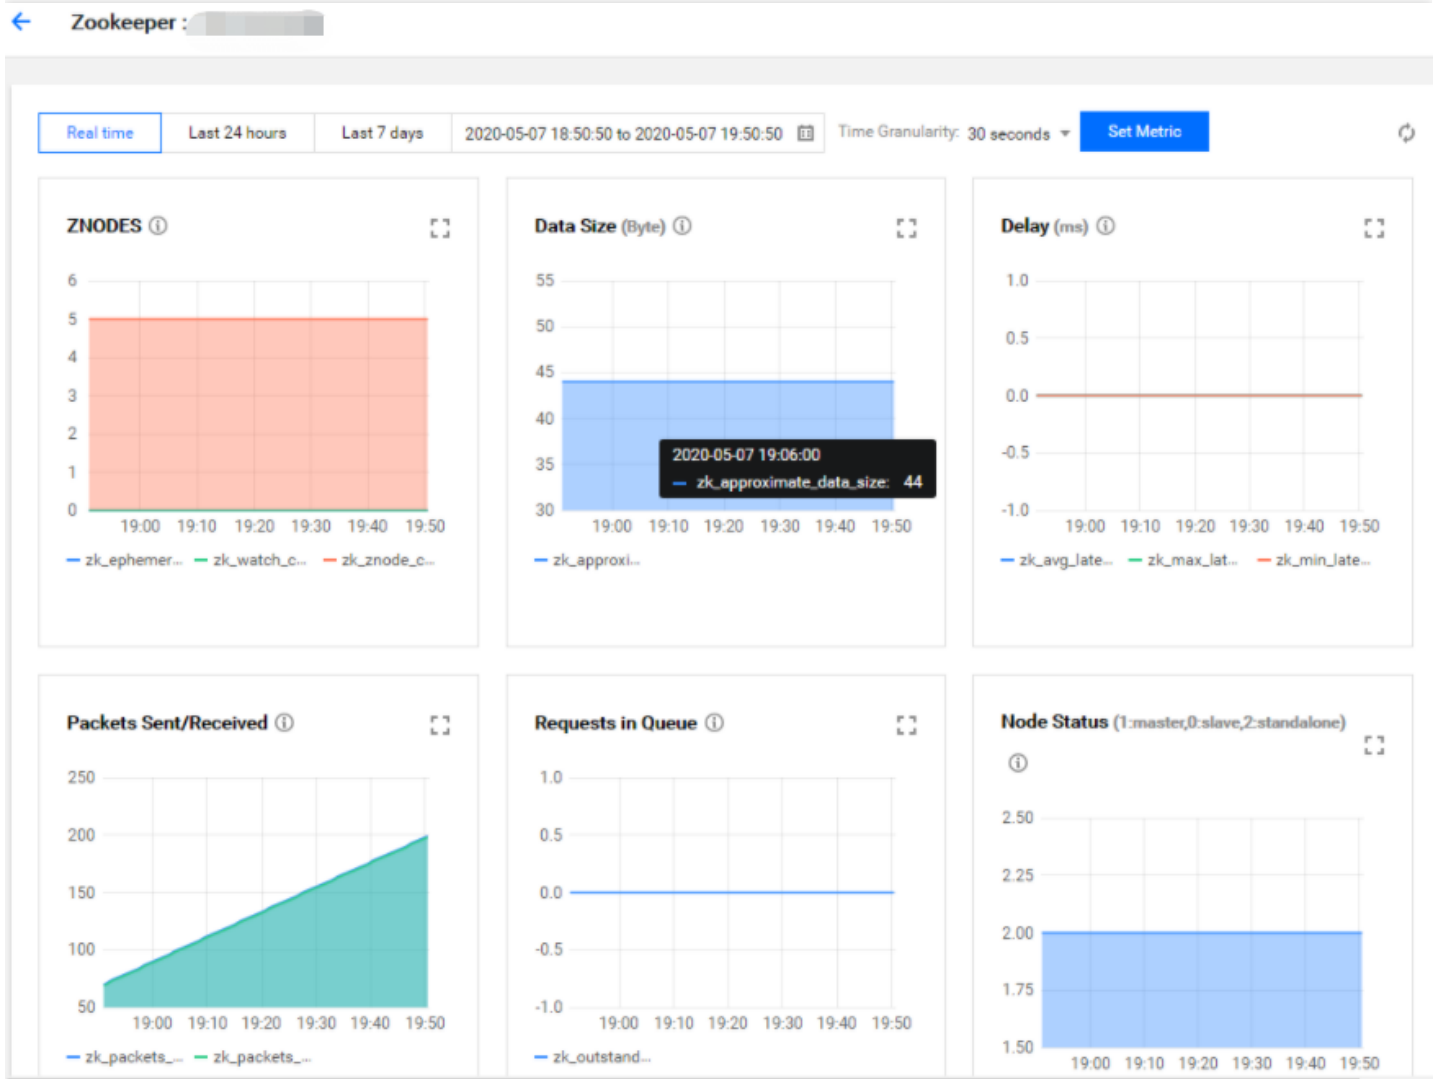 Zookeeper :
Real time Last 24 hours Last 7 days 2020-05-07 18:50:50 to 2020-05-07 19:50:50 Time Granularity: 30 seconds Set Metric
ZNODES
6
5
4
3
2
1
0
19:00 19:10 19:20 19:30 19:40 19:50
zk_ephemer... zk_watch_c... zk_znode_c...
Data Size (Byte)
55
50
45
40
35
30
2020-05-07 19:06:00
zk_approximate_data_size: 44
19:00 19:10 19:20 19:30 19:40 19:50
zk_approxi...
Delay (ms)
1.0
0.5
0.0
-0.5
-1.0
19:00 19:10 19:20 19:30 19:40 19:50
zk_avg_late... zk_max_lat... zk_min_late...
Packets Sent/Received
250
200
150
100
50
19:00 19:10 19:20 19:30 19:40 19:50
zk_packets_... zk_packets_...
Requests in Queue
1.0
0.5
0.0
-0.5
-1.0
19:00 19:10 19:20 19:30 19:40 19:50
zk_outstand...
Node Status (1:master,0:slave,2:standalone)
2.50
2.25
2.00
1.75
1.50
19:00 19:10 19:20 19:30 19:40 19:50